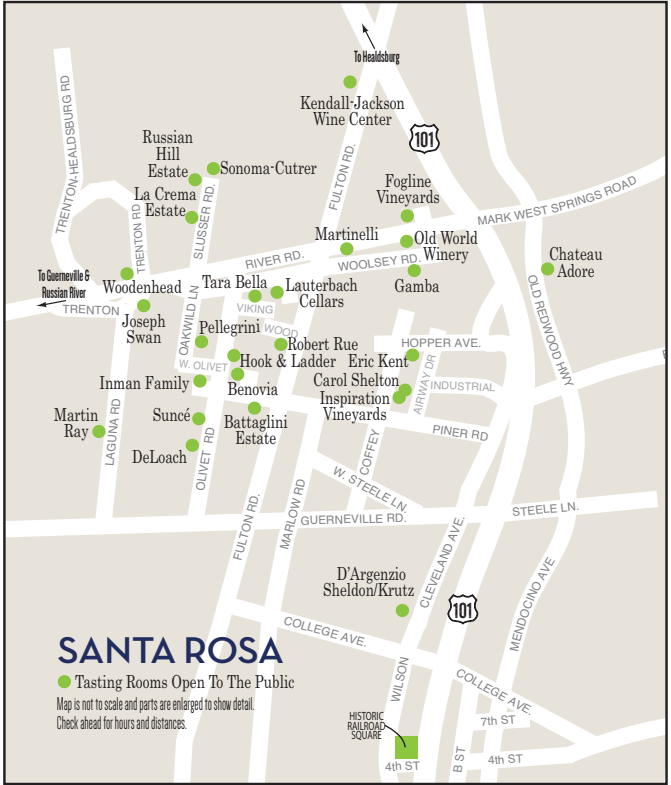 To Healdsburg
Kendall-Jackson
Wine Center
101
TRENTON-HEALDSBURG RD
Russian
Hill
Estate
Sonoma-Cutrer
La Crema
Estate
SLUSSER RD.
FULTON RD.
Fogline
Vineyards
MARK WEST SPRINGS ROAD
TRENTON RD
Martinelli
Old World
Winery
RIVER RD.
WOOLSEY RD.
Gamba
Chateau
Adore
OLD REDWOOD HWY
To Guerneville &
Russian River
Woodenhead
TRENTON
Joseph
Swan
Tara Bella
Lauterbach
Cellars
VIKING
OAKWILD LN
Pellegrini
WOOD
Robert Rue
HOPPER AVE.
Hook & Ladder
Eric Kent
W. OLIVET
AIRWAY DR
Inman Family
Benovia
Carol Shelton
INDUSTRIAL
Inspiration
Vineyards
Martin
Ray
LAGUNA RD
Suncé
Battaglini
Estate
PINER RD
DeLoach
OLIVET RD
COFFEY
W. STEELE LN.
FULTON RD.
MARLOW RD
GUERNEVILLE RD.
STEELE LN.
CLEVELAND AVE.
MENDOCINO AVE
D'Argenzio
Sheldon/Krutz
101
COLLEGE AVE.
SANTA ROSA
Tasting Rooms Open To The Public
Map is not to scale and parts are enlarged to show detail.
Check ahead for hours and distances.
WILSON
COLLEGE AVE.
HISTORIC
RAILROAD
SQUARE
7th ST
B ST
4th ST
4th ST